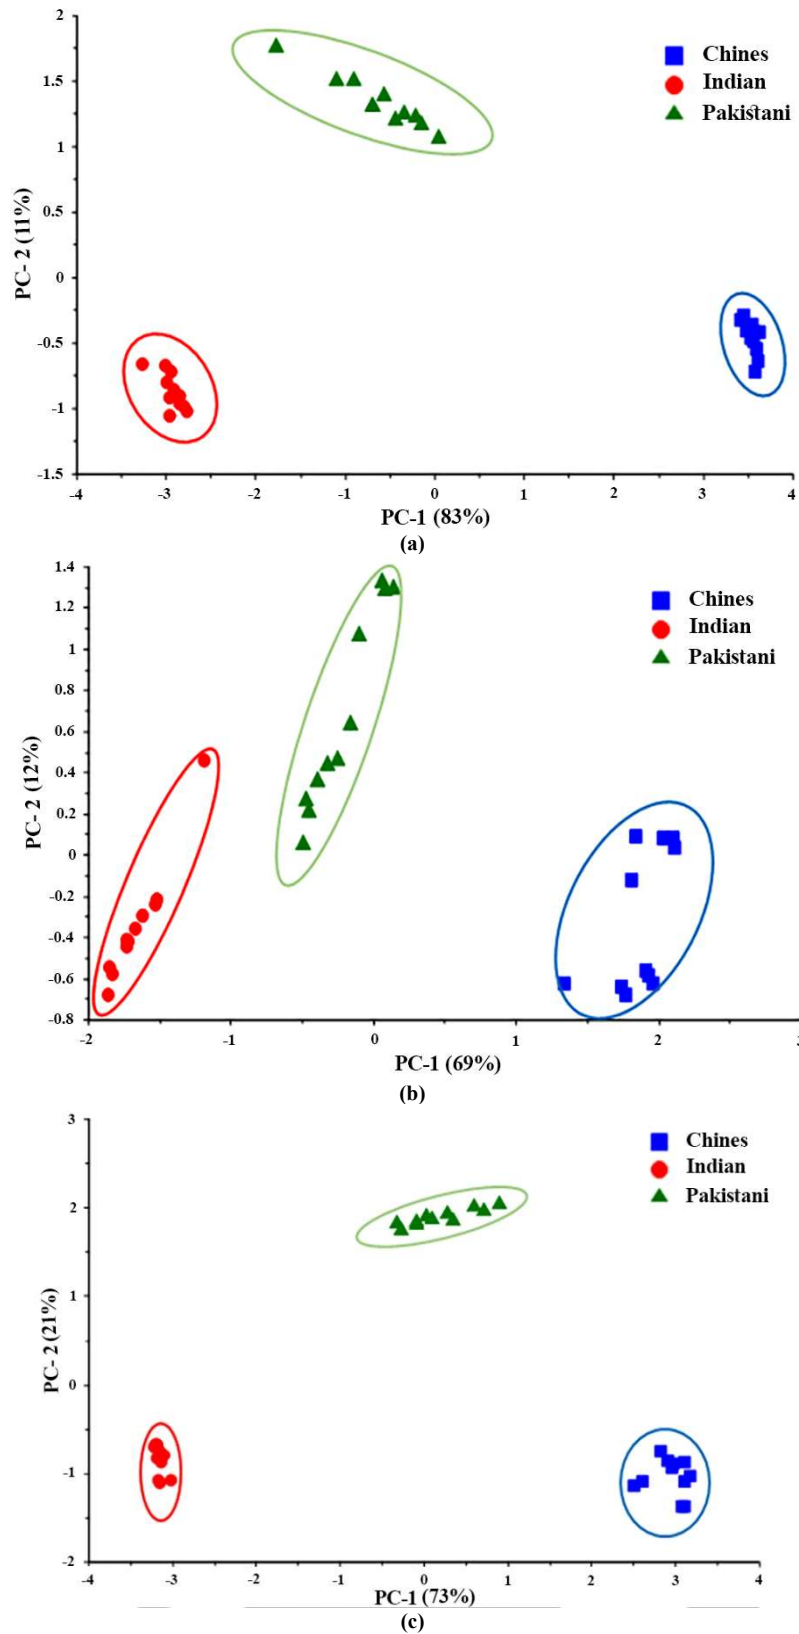 2
1.5
1
0.5
0
-0.5
-1
-1.5
-4
-3
-2
-1
0
1
2
3
4
PC- 2 (11%)
PC-1 (83%)
Chines
Indian
Pakistani
(a)
1.4
1.2
1
0.8
0.6
0.4
0.2
0
-0.2
-0.4
-0.6
-0.8
-2
-1
0
1
2
PC- 2 (12%)
PC-1 (69%)
Chines
Indian
Pakistani
(b)
3
2
1
0
-1
-2
-4
-3
-2
-1
0
1
2
3
4
PC- 2 (21%)
PC-1 (73%)
Chines
Indian
Pakistani
(c)